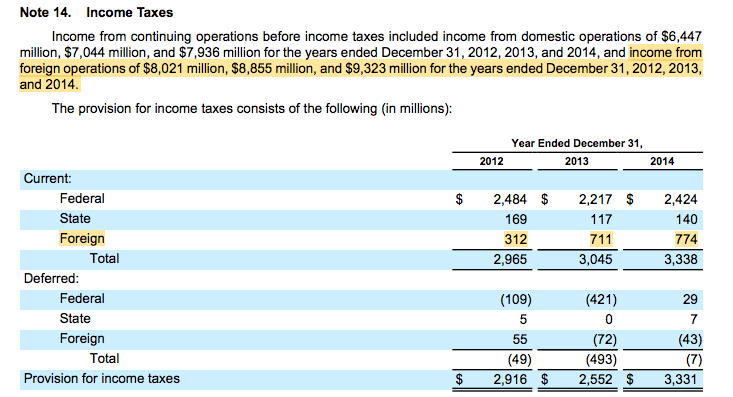 Note 14. Income Taxes
Income from continuing operations before income taxes included income from domestic operations of $6,447
million, $7,044 million, and $7,936 million for the years ended December 31, 2012, 2013, and 2014, and income from
foreign operations of $8,021 million, $8,855 million, and $9,323 million for the years ended December 31, 2012, 2013,
and 2014.
The provision for income taxes consists of the following (in millions):
Year Ended December 31,
2012 2013 2014
Current:
Federal $ 2,484 $ 2,217 $ 2,424
State 169 117 140
Foreign 312 711 774
Total 2,965 3,045 3,338
Deferred:
Federal (109) (421) 29
State 5 0 7
Foreign 55 (72) (43)
Total (49) (493) (7)
Provision for income taxes $ 2,916 $ 2,552 $ 3,331